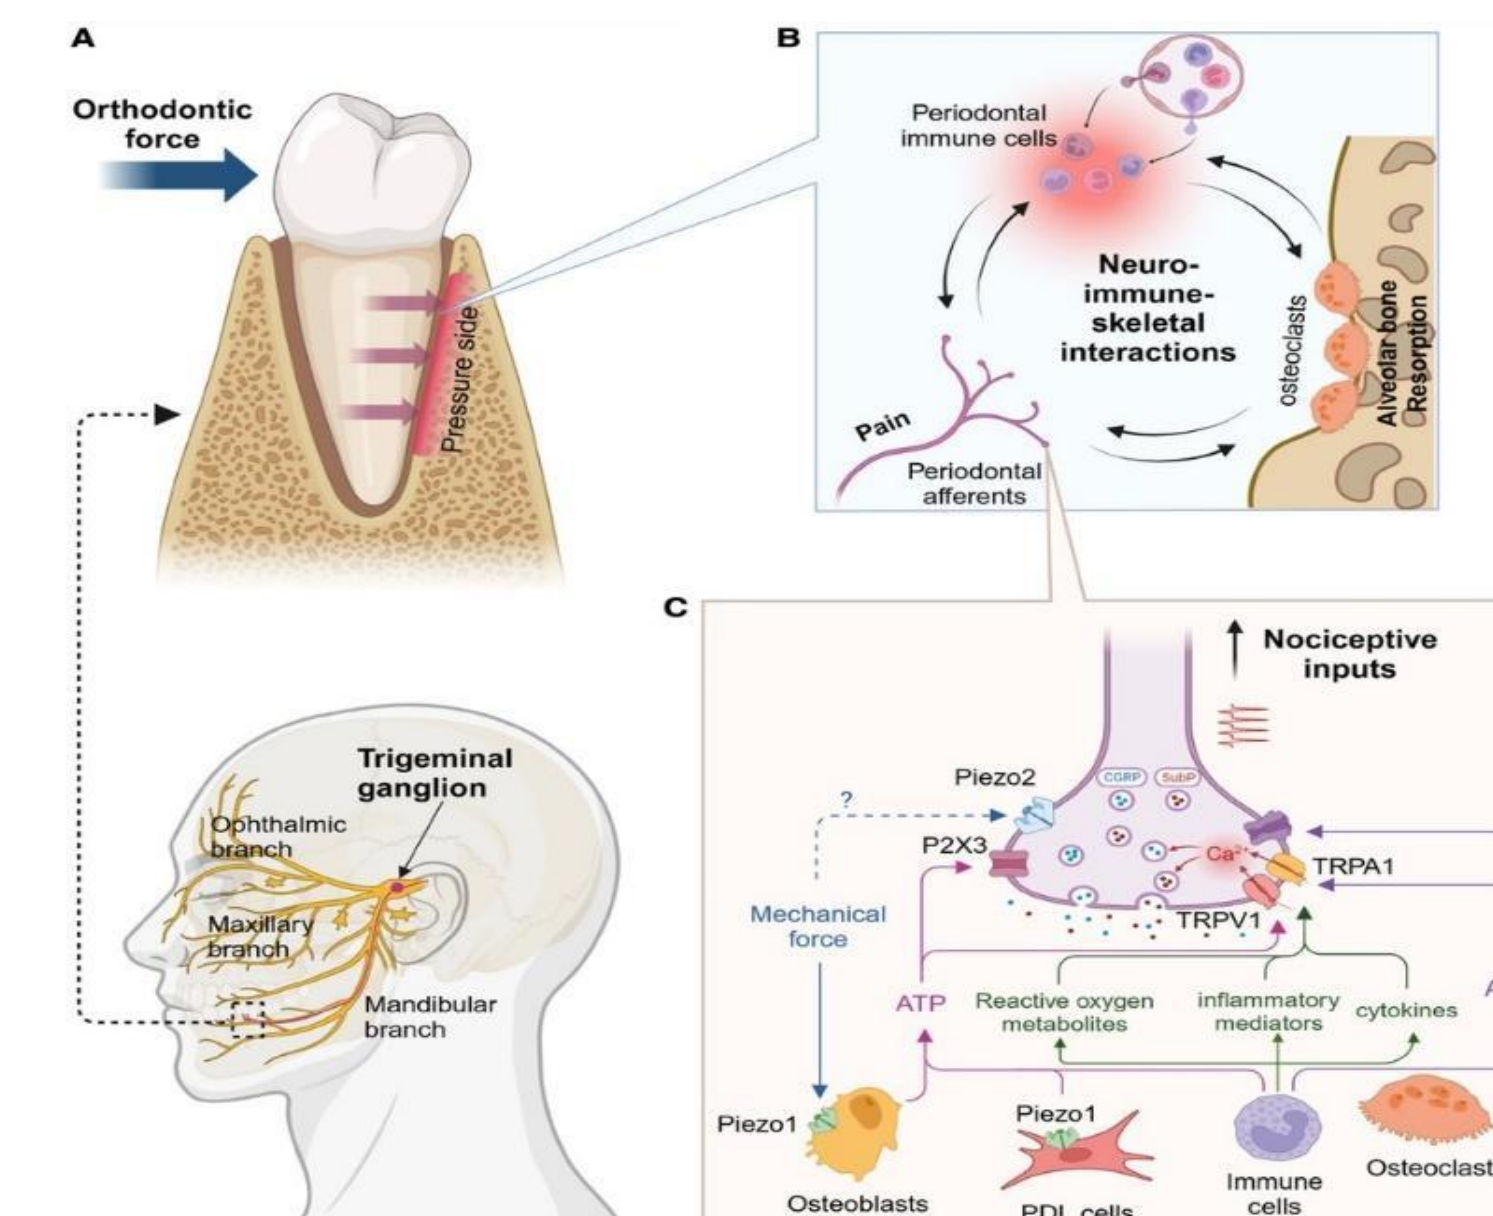 A
Orthodontic
force
Pressure side
Trigeminal
ganglion
Ophthalmic
branch
Maxillary
branch
Mandibular
branch
B
Periodontal
immune cells
Neuro-
immune-
skeletal
interactions
osteoclasts
Alveolar bone
Resorption
Pain
Periodontal
afferents
C
Nociceptive
inputs
Piezo2
CGRP
SubP
?
P2X3
Ca²⁺
TRPA1
TRPV1
Mechanical
force
ATP
Reactive oxygen
metabolites
inflammatory
mediators
cytokines
A
Piezo1
Piezo1
Osteoblasts
PDL cells
Immune
cells
Osteoclast